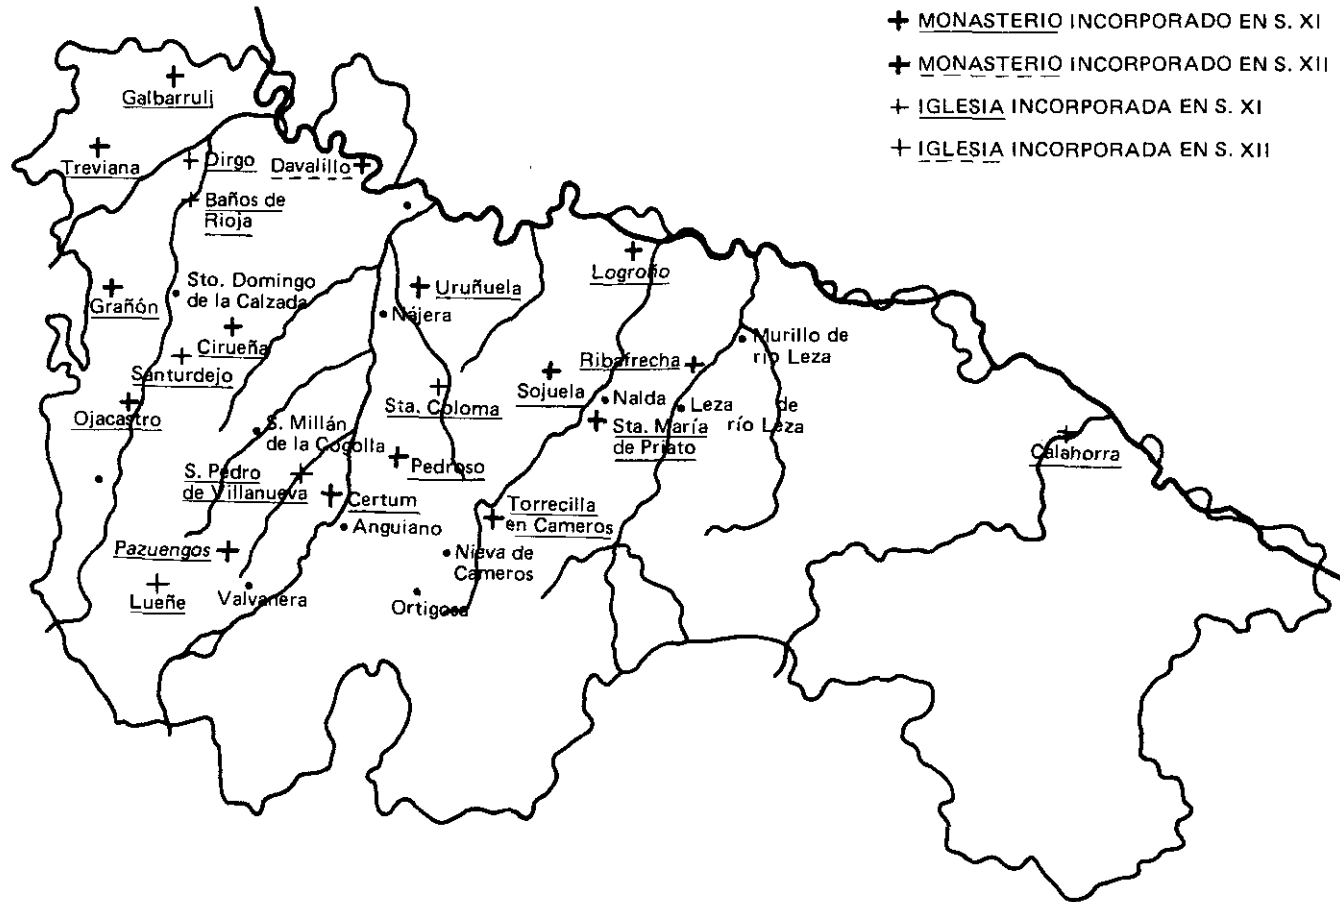 MONASTERIO INCORPORADO EN S. XI
MONASTERIO INCORPORADO EN S. XII
IGLESIA INCORPORADA EN S. XI
IGLESIA INCORPORADA EN S. XII
Galbarruli
Treviana
Dirgo
Davalillo
Baños de
Rioja
Logroño
Grañón
Sto. Domingo
de la Calzada
Uruñuela
Nájera
Cirueña
Murillo de
río Leza
Santurdejo
Ribafrecha
Sojuela
Sta. Coloma
Nalda
Leza de
río Leza
Ojacastro
S. Millán
de la Cogolla
Sta. María
de Priato
Calahorra
S. Pedro
de Villanueva
Pedroso
Certum
Torrecilla
en Cameros
Anguiano
Pazuengos
Nieva de
Cameros
Lueñe
Valvanera
Ortigosa